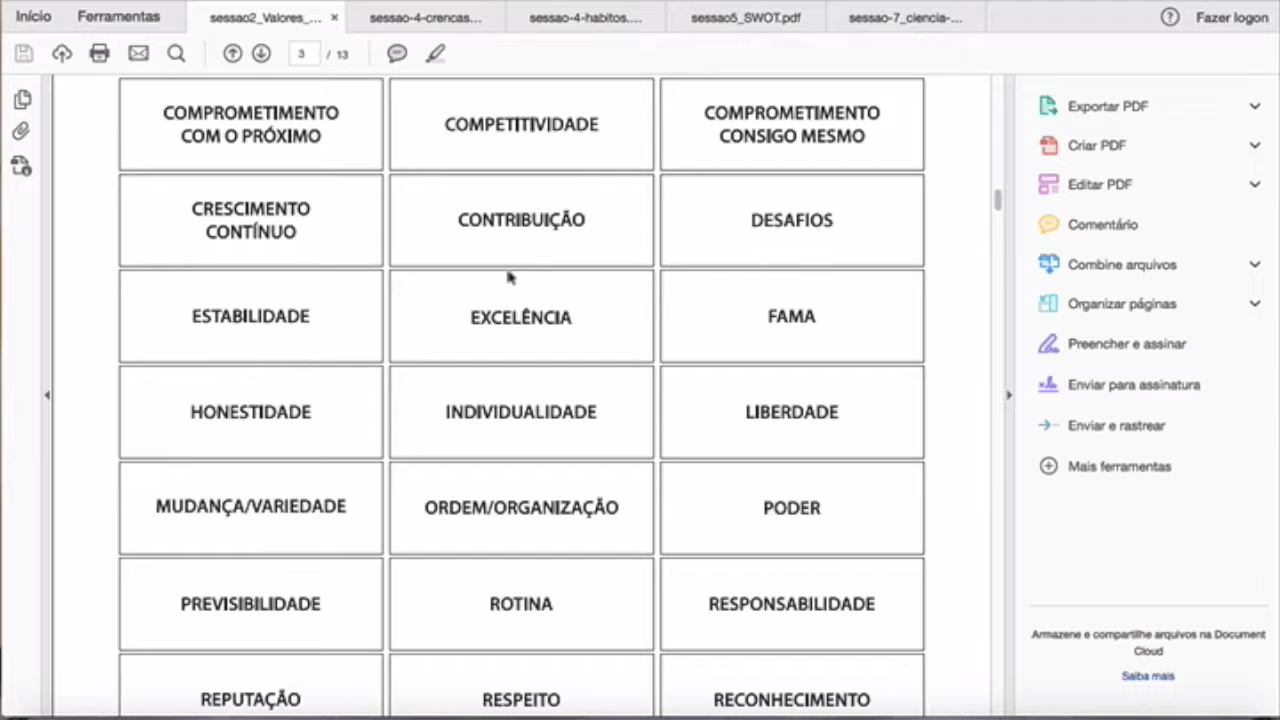 Início
Ferramentas
sessao2_Valores_...
×
sessao-4-crencas...
sessao-4-habitos....
sessao5_SWOT.pdf
sessao-7_ciencia-...
?
Fazer logon
3 / 13
COMPROMETIMENTO
COM O PRÓXIMO
COMPETITIVIDADE
COMPROMETIMENTO
CONSIGO MESMO
CRESCIMENTO
CONTÍNUO
CONTRIBUIÇÃO
DESAFIOS
ESTABILIDADE
EXCELÊNCIA
FAMA
HONESTIDADE
INDIVIDUALIDADE
LIBERDADE
MUDANÇA/VARIEDADE
ORDEM/ORGANIZAÇÃO
PODER
PREVISIBILIDADE
ROTINA
RESPONSABILIDADE
REPUTAÇÃO
RESPEITO
RECONHECIMENTO
Exportar PDF
Criar PDF
Editar PDF
Comentário
Combine arquivos
Organizar páginas
Preencher e assinar
Enviar para assinatura
Enviar e rastrear
Mais ferramentas
Armazene e compartilhe arquivos na Document
Cloud
Saiba mais